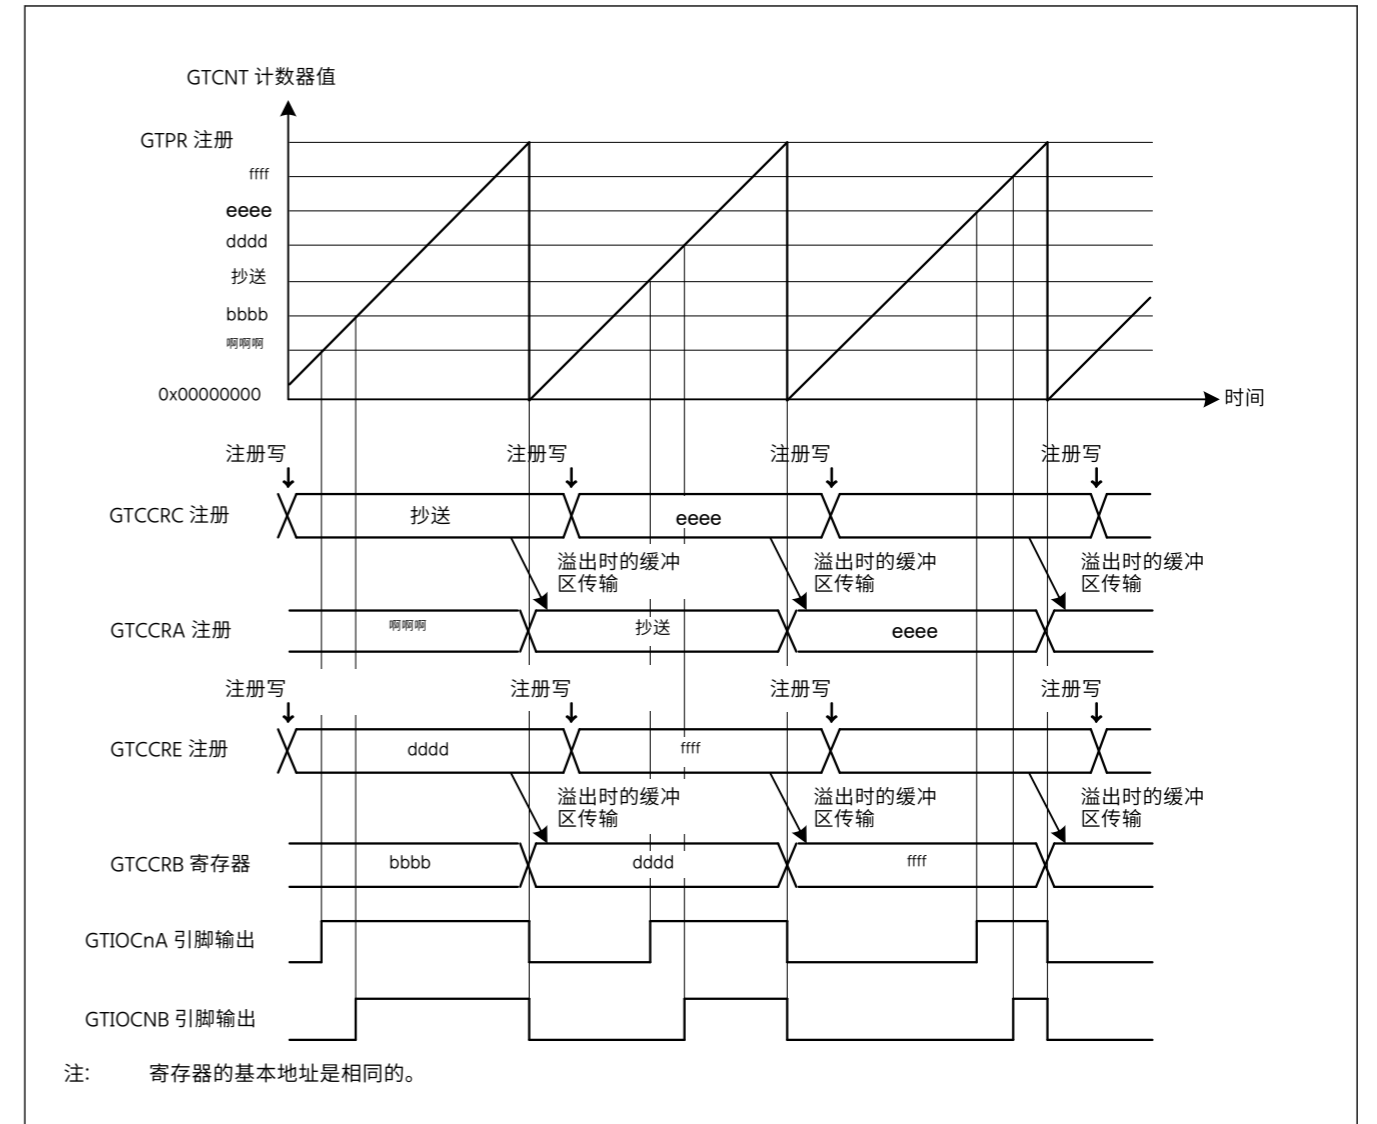 GTCNT 计数器值
GTPR 注册
ffff
eeee
dddd
抄送
bbbb
啊啊啊
0x00000000
时间
注册写 注册写 注册写 注册写
GTCCRC 注册 抄送 eeee
溢出时的缓冲 溢出时的缓冲 溢出时的缓冲
区传输 区传输 区传输
GTCCRA 注册 啊啊啊 抄送 eeee
注册写 注册写 注册写 注册写
GTCCRE 注册 dddd ffff
溢出时的缓冲 溢出时的缓冲 溢出时的缓冲
区传输 区传输 区传输
GTCCRB 寄存器 bbbb dddd ffff
GTIOCnA 引脚输出
GTIOCNB 引脚输出
注: 寄存器的基本地址是相同的。